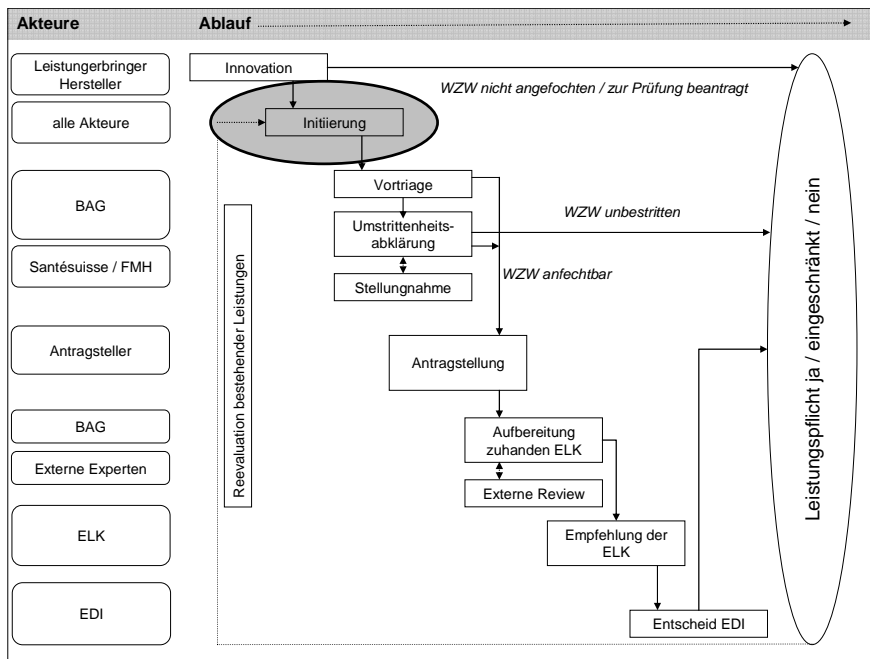 Akteure
Ablauf
Leistungerbringer
Hersteller
Innovation
WZW nicht angefochten / zur Prüfung beantragt
alle Akteure
Initiierung
BAG
Vortriage
Umstrittenheits-
abklärung
WZW unbestritten
Santésuisse / FMH
WZW anfechtbar
Stellungnahme
Reevaluation bestehender Leistungen
Antragsteller
Antragstellung
BAG
Aufbereitung
zuhanden ELK
Externe Experten
Externe Review
ELK
Empfehlung der
ELK
EDI
Entscheid EDI
Leistungspflicht ja / eingeschränkt / nein